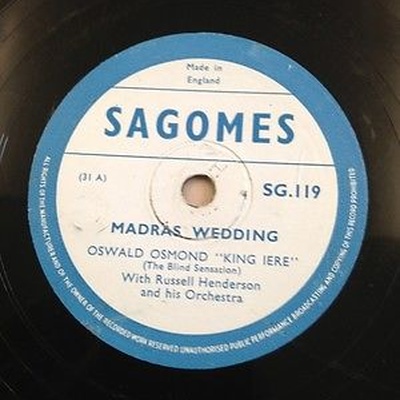 Made in
England
SAGOMES
(31 A)
SG.119
MADRAS WEDDING
OSWALD OSMOND "KING IERE"
(The Blind Sensation)
With Russell Henderson
and his Orchestra
ALL RIGHTS OF THE MANUFACTURER AND OF THE OWNER OF THE RECORDED WORK RESERVED UNAUTHORISED PUBLIC PERFORMANCE BROADCASTING AND COPYING OF THIS RECORD PROHIBITED